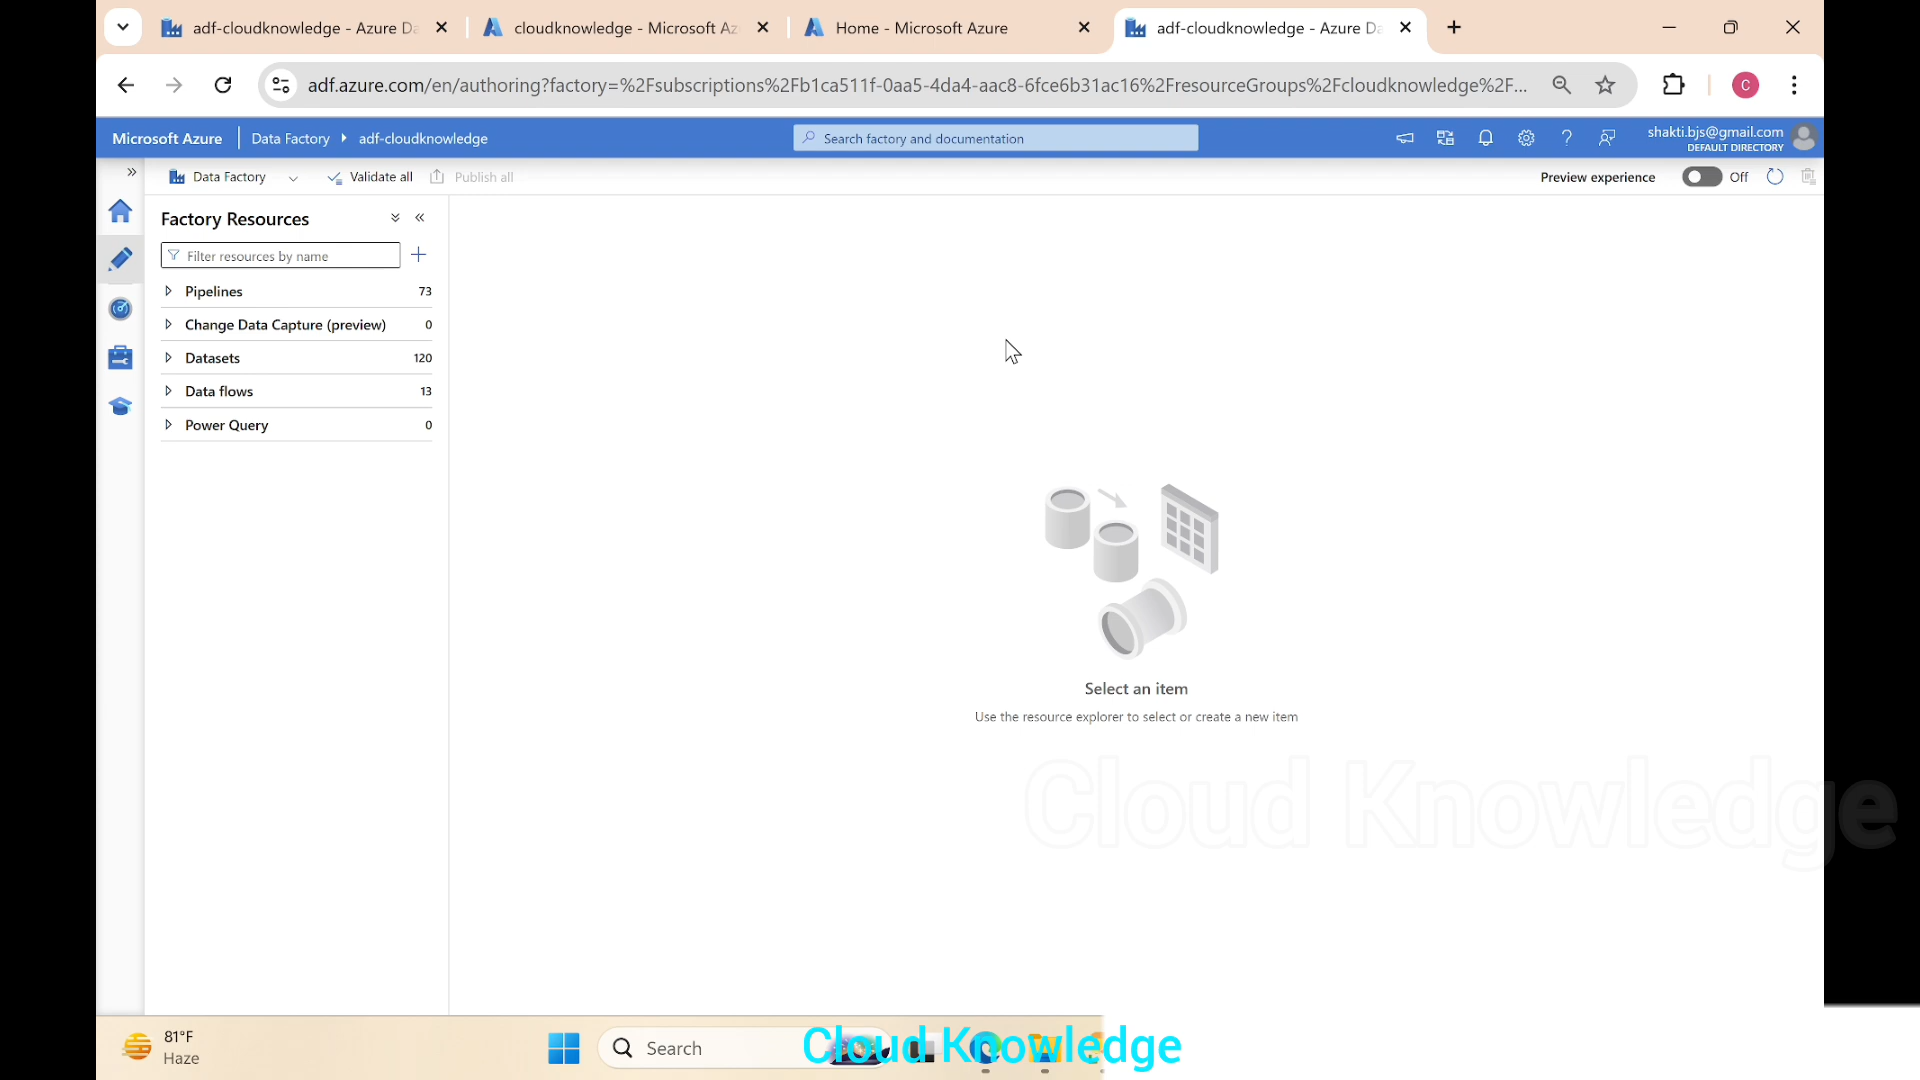 adf-cloudknowledge - Azure Da
cloudknowledge - Microsoft Az
Home - Microsoft Azure
adf-cloudknowledge - Azure Da
adf.azure.com/en/authoring?factory=%2Fsubscriptions%2Fb1ca511f-0aa5-4da4-aac8-6fce6b31ac16%2FresourceGroups%2Fcloudknowledge%2F...
C
Microsoft Azure
Data Factory
adf-cloudknowledge
Search factory and documentation
shakti.bjs@gmail.com
DEFAULT DIRECTORY
Data Factory
Validate all
Publish all
Preview experience
Off
Factory Resources
Filter resources by name
Pipelines 73
Change Data Capture (preview) 0
Datasets 120
Data flows 13
Power Query 0
Select an item
Use the resource explorer to select or create a new item
Cloud Knowledge
81°F
Haze
Search
Cloud Knowledge